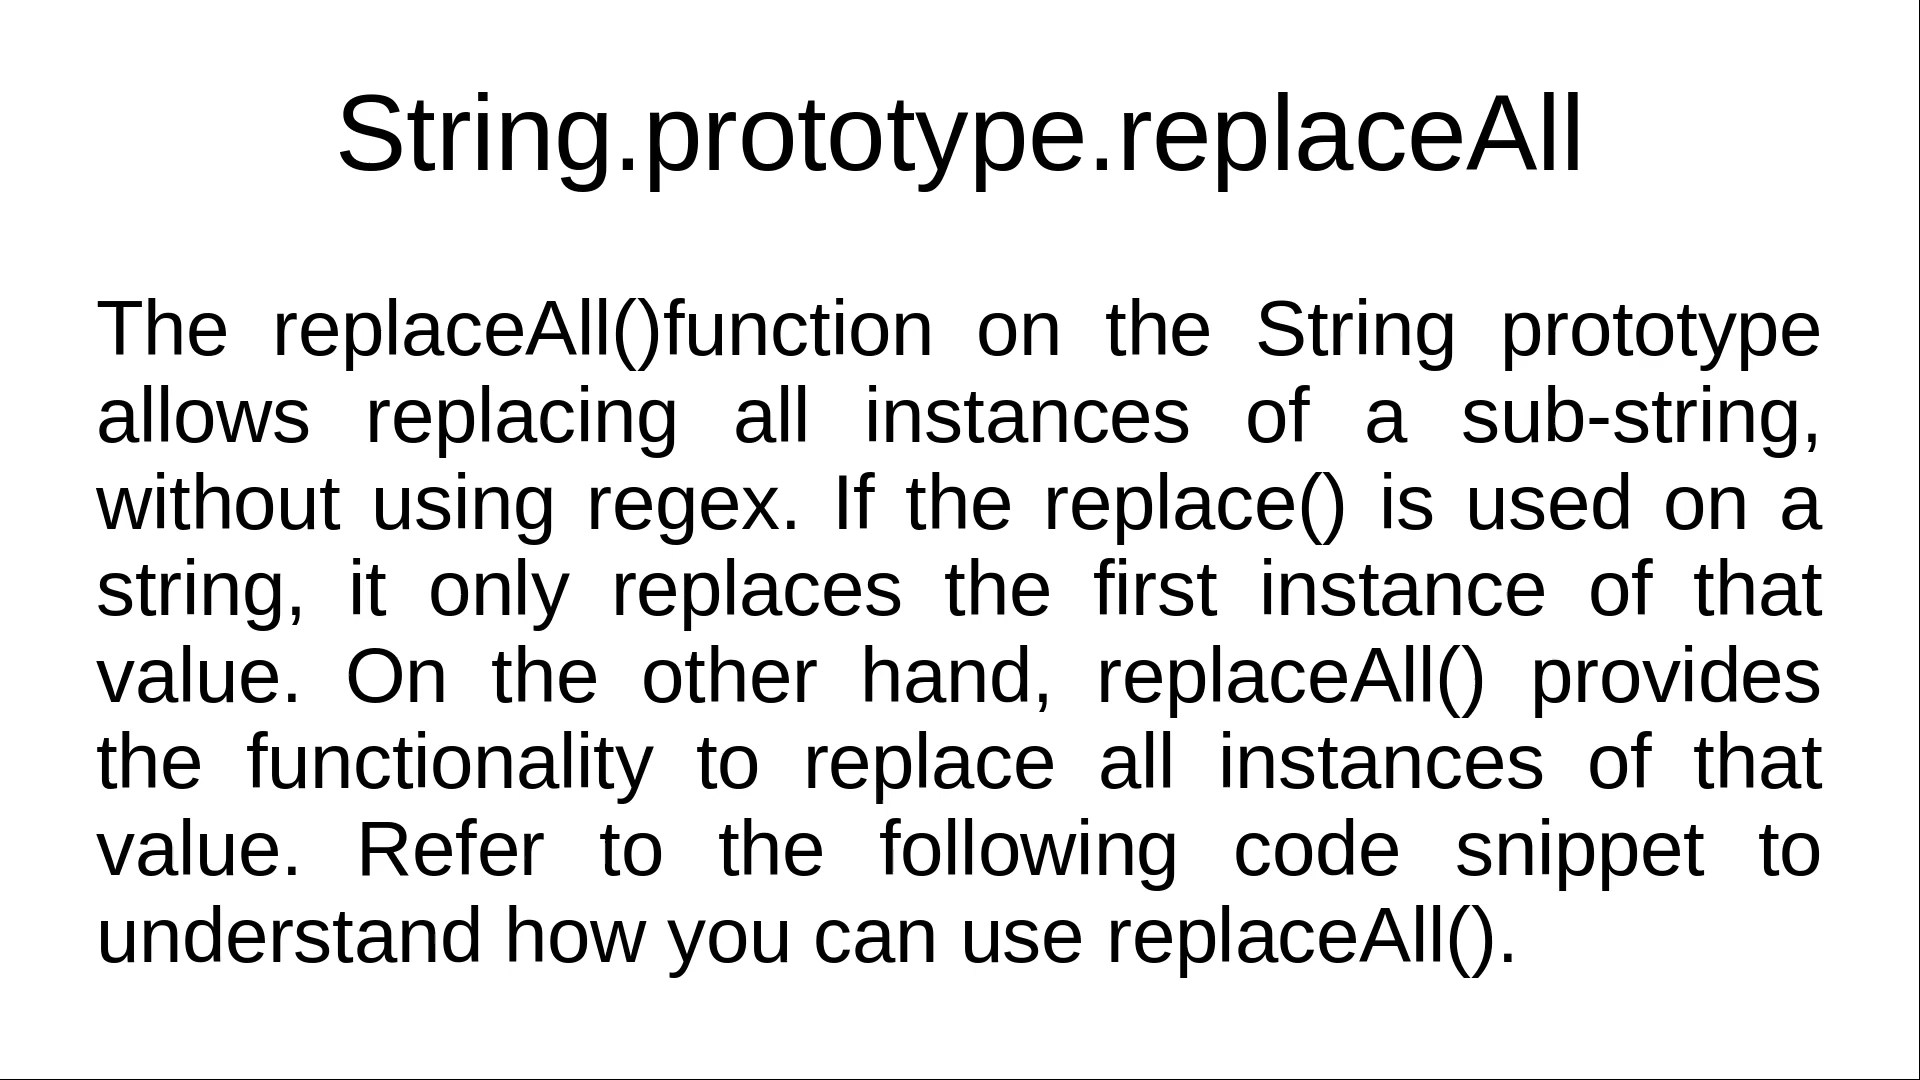 String.prototype.replaceAll
The replaceAll()function on the String prototype
allows replacing all instances of a sub-string,
without using regex. If the replace() is used on a
string, it only replaces the first instance of that
value. On the other hand, replaceAll() provides
the functionality to replace all instances of that
value. Refer to the following code snippet to
understand how you can use replaceAll().